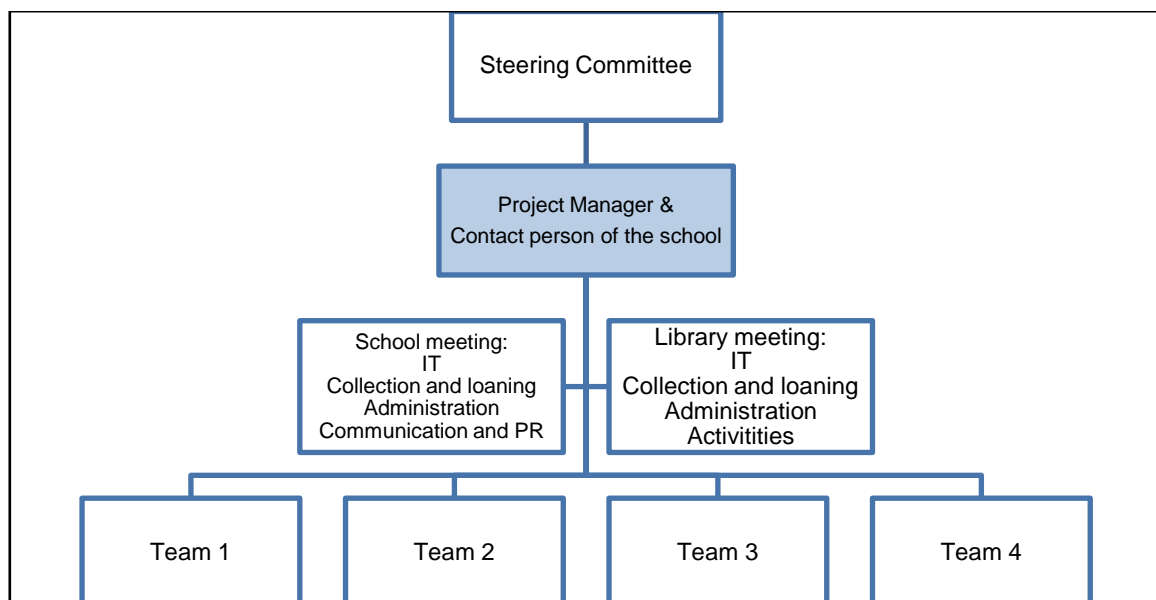 Steering Committee
Project Manager &
Contact person of the school
School meeting:
IT
Collection and loaning
Administration
Communication and PR
Library meeting:
IT
Collection and loaning
Administration
Activitities
Team 1
Team 2
Team 3
Team 4